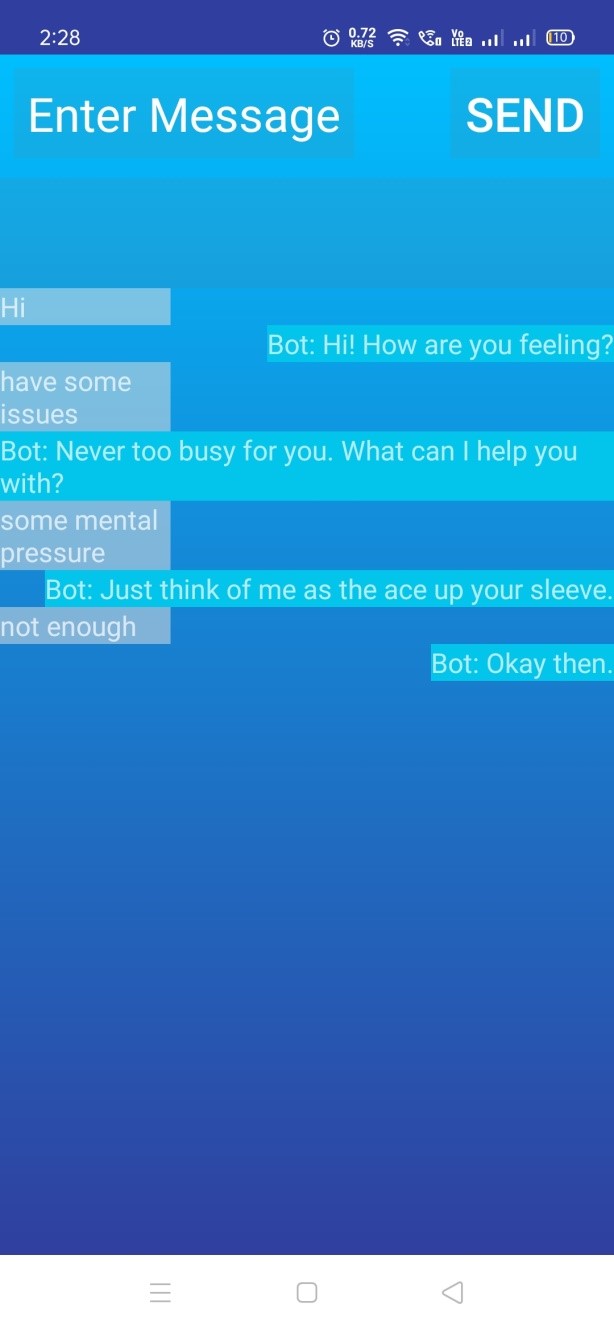 2:28
0.72
KB/S
Vo
LTE2
10
Enter Message
SEND
Hi
Bot: Hi! How are you feeling?
have some
issues
Bot: Never too busy for you. What can I help you
with?
some mental
pressure
Bot: Just think of me as the ace up your sleeve.
not enough
Bot: Okay then.